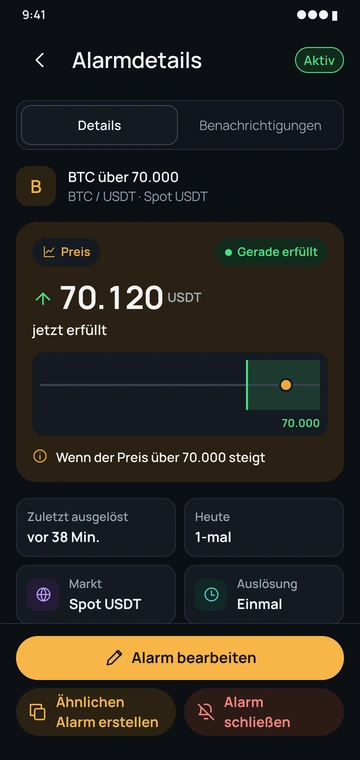 9:41
Alarmdetails
Aktiv
Details
Benachrichtigungen
B
BTC über 70.000
BTC / USDT · Spot USDT
Preis
Gerade erfüllt
70.120 USDT
jetzt erfüllt
70.000
Wenn der Preis über 70.000 steigt
Zuletzt ausgelöst
vor 38 Min.
Heute
1-mal
Markt
Spot USDT
Auslösung
Einmal
Alarm bearbeiten
Ähnlichen
Alarm erstellen
Alarm
schließen